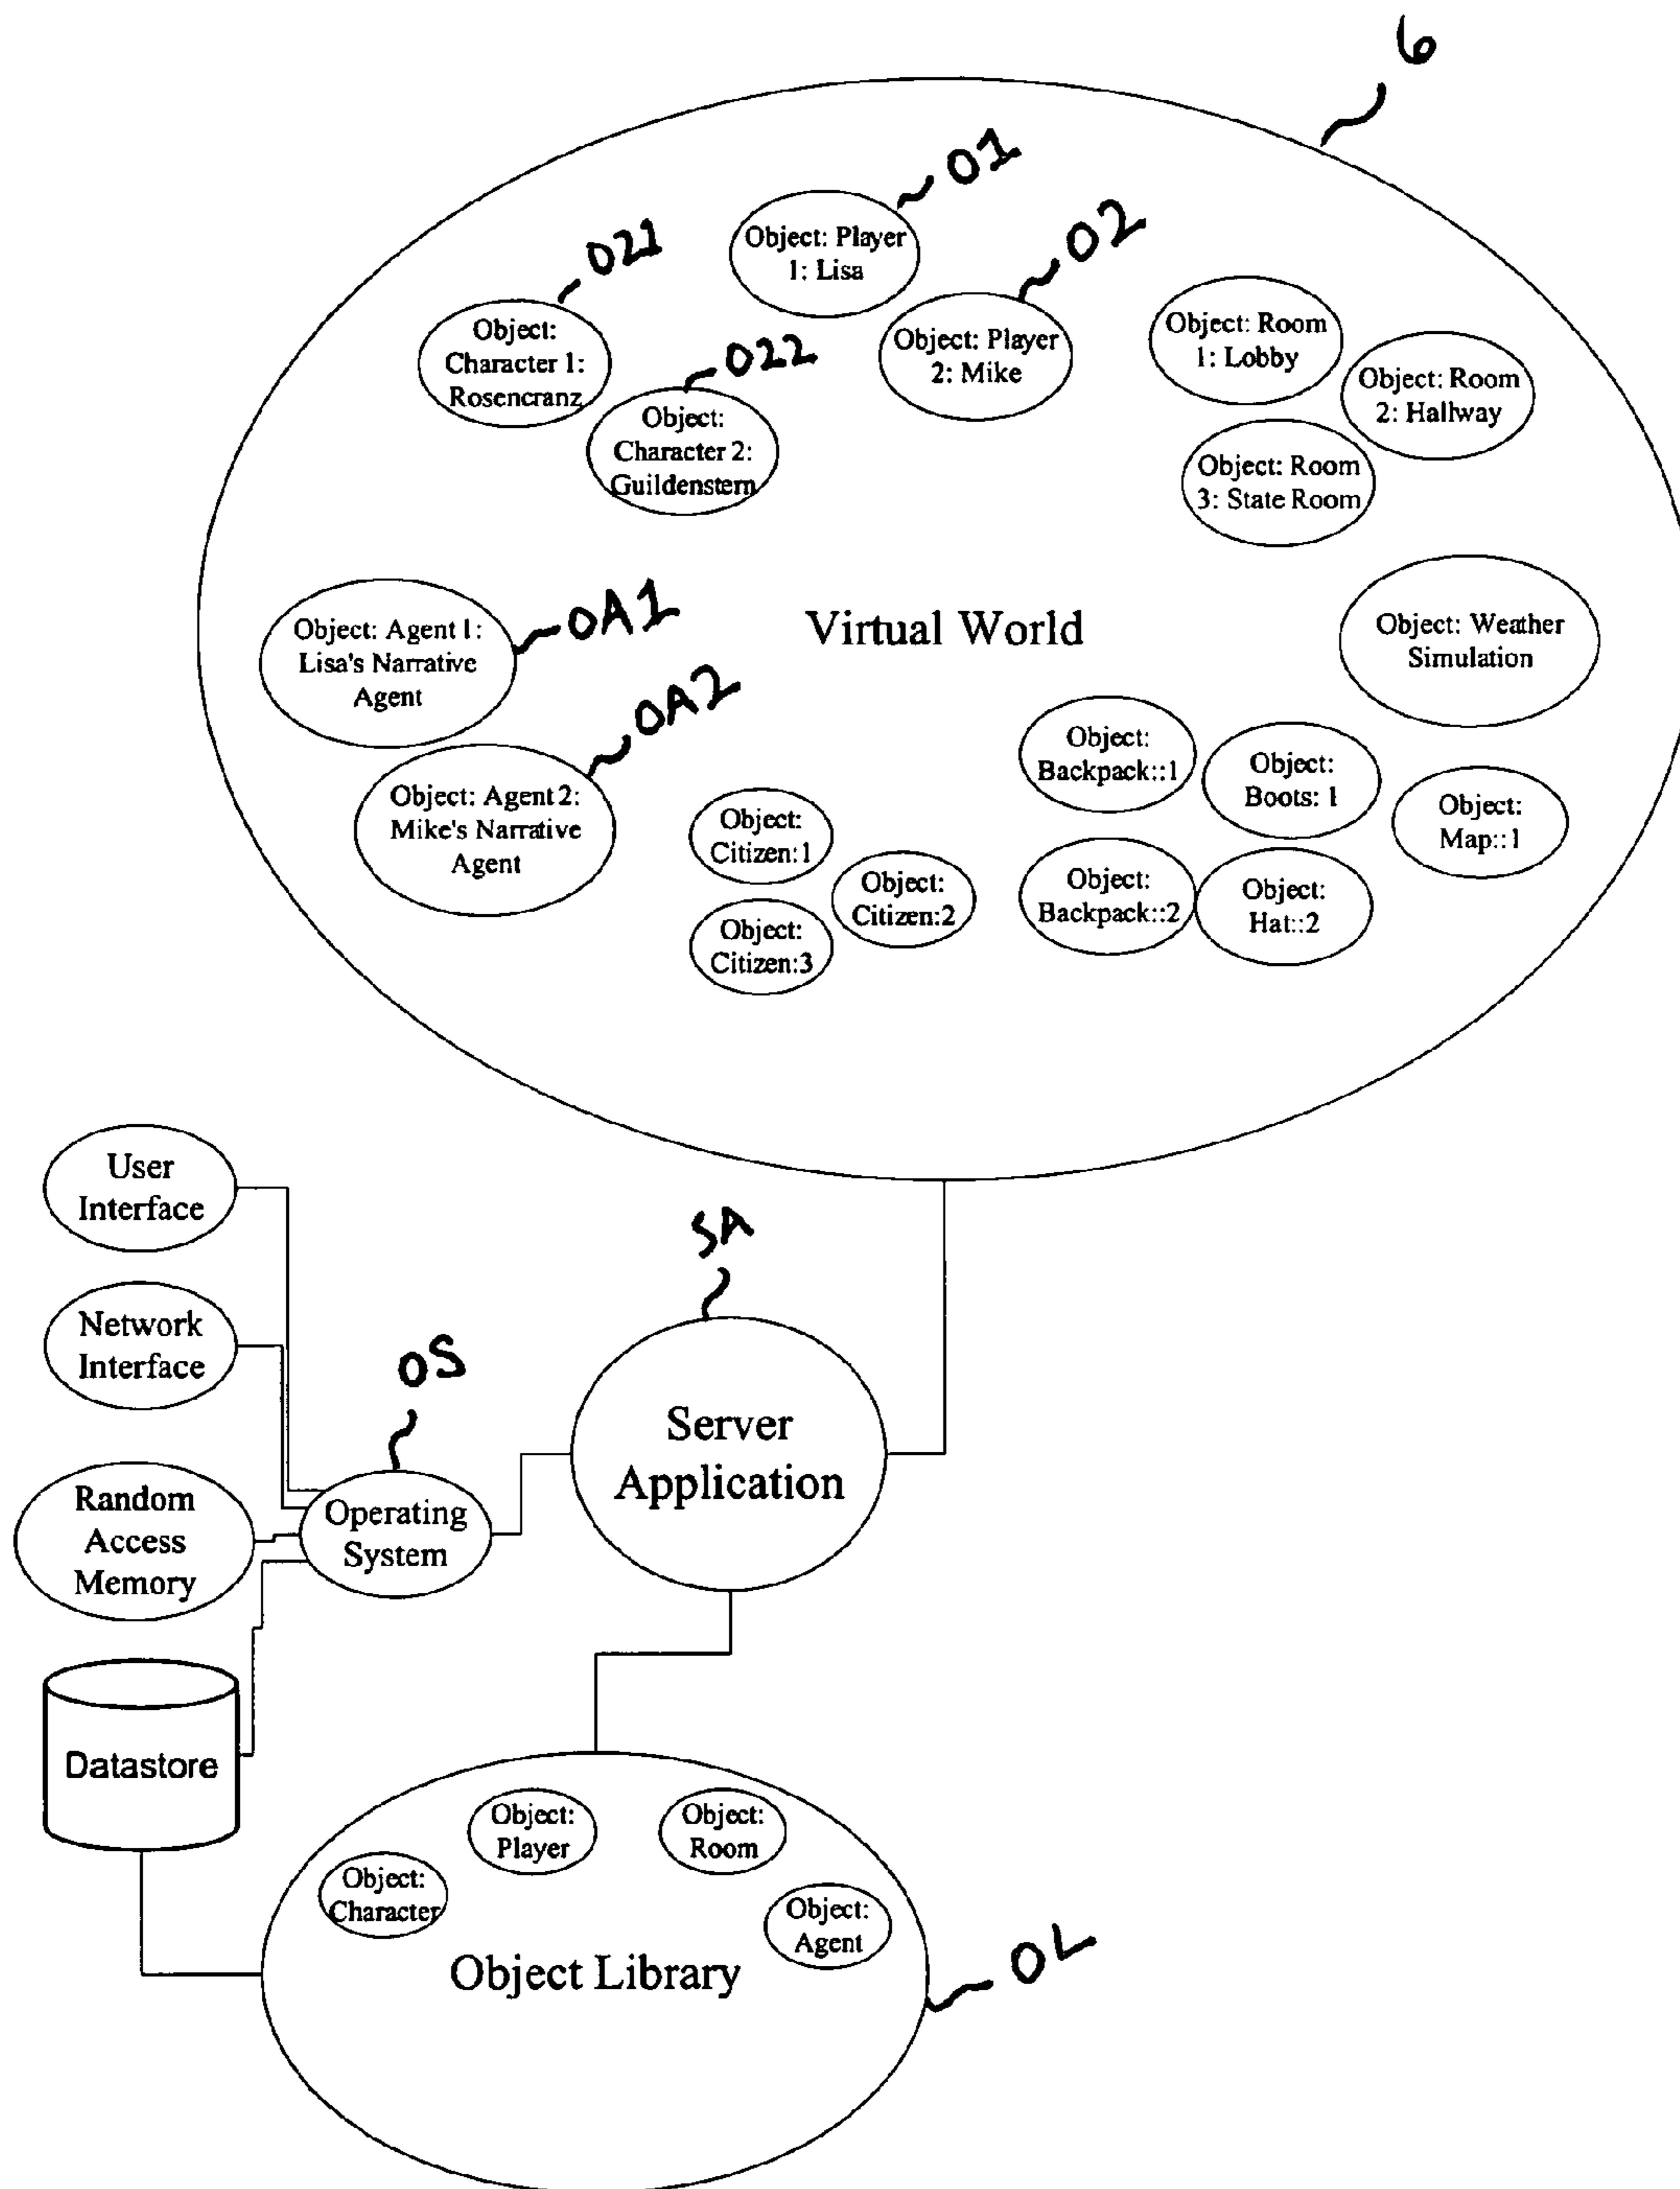 6
O1
Object: Player
1: Lisa
O2
Object: Player
2: Mike
O21
Object:
Character 1:
Rosencranz
O22
Object:
Character 2:
Guildenstern
Object: Room
1: Lobby
Object: Room
2: Hallway
Object: Room
3: State Room
OA1
Object: Agent 1:
Lisa's Narrative
Agent
OA2
Object: Agent 2:
Mike's Narrative
Agent
Virtual World
Object: Weather
Simulation
Object:
Backpack::1
Object:
Boots: 1
Object:
Map::1
Object:
Backpack::2
Object:
Hat::2
Object:
Citizen:1
Object:
Citizen:2
Object:
Citizen:3
User
Interface
Network
Interface
Random
Access
Memory
Datastore
OS
Operating
System
SA
Server
Application
Object:
Player
Object:
Room
Object:
Character
Object:
Agent
Object Library
OL